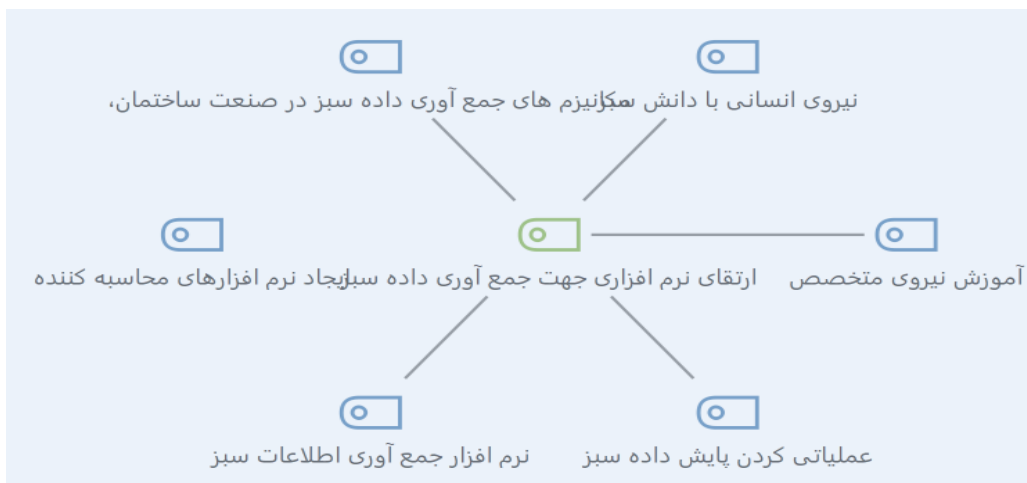 نیروی انسانی با دانش سبز
مکانیزم های جمع آوری داده سبز در صنعت ساختمان،
آموزش نیروی متخصص
ارتقای نرم افزاری جهت جمع آوری داده سبز
ایجاد نرم افزارهای محاسبه کننده
عملیاتی کردن پایش داده سبز
نرم افزار جمع آوری اطلاعات سبز